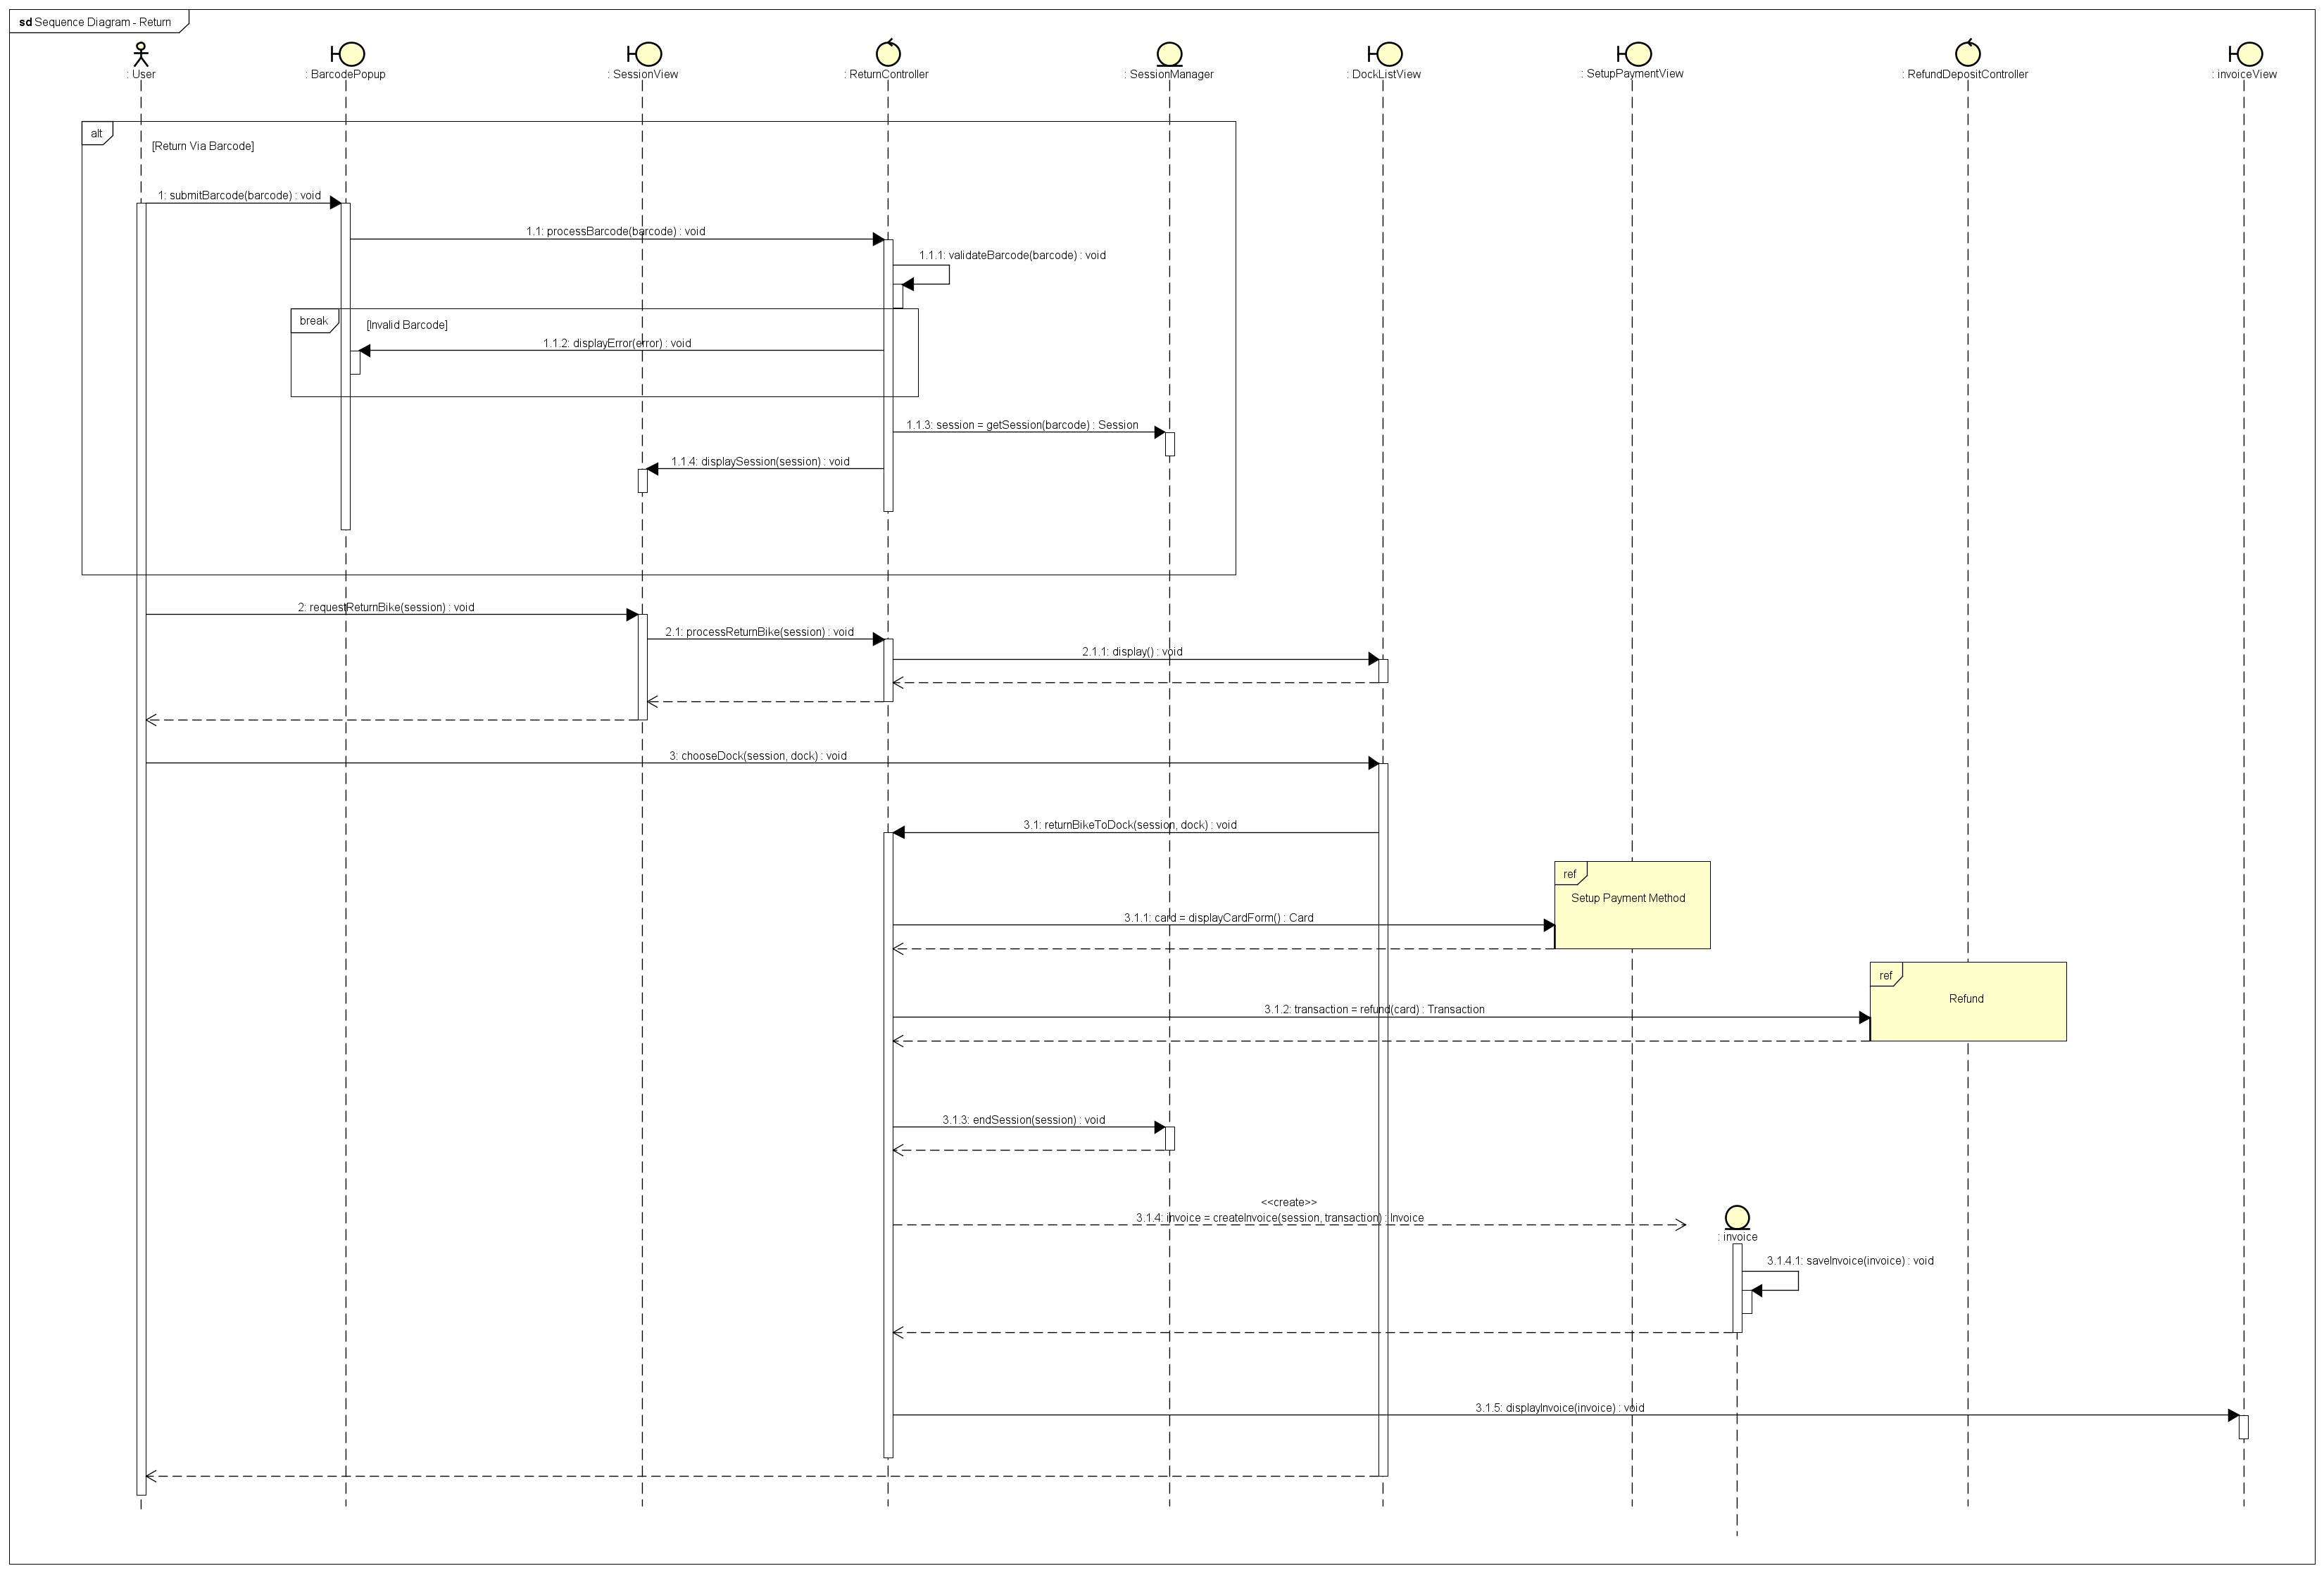 sd Sequence Diagram - Return
: User
: BarcodePopup
: SessionView
: ReturnController
: SessionManager
: DockListView
: SetupPaymentView
: RefundDepositController
: invoiceView
alt
[Return Via Barcode]
1: submitBarcode(barcode) : void
1.1: processBarcode(barcode) : void
1.1.1: validateBarcode(barcode) : void
break
[Invalid Barcode]
1.1.2: displayError(error) : void
1.1.3: session = getSession(barcode) : Session
1.1.4: displaySession(session) : void
2: requestReturnBike(session) : void
2.1: processReturnBike(session) : void
2.1.1: display() : void
3: chooseDock(session, dock) : void
3.1: returnBikeToDock(session, dock) : void
ref
Setup Payment Method
3.1.1: card = displayCardForm() : Card
ref
Refund
3.1.2: transaction = refund(card) : Transaction
3.1.3: endSession(session) : void
<<create>>
3.1.4: invoice = createInvoice(session, transaction) : Invoice
: invoice
3.1.4.1: saveInvoice(invoice) : void
3.1.5: displayInvoice(invoice) : void